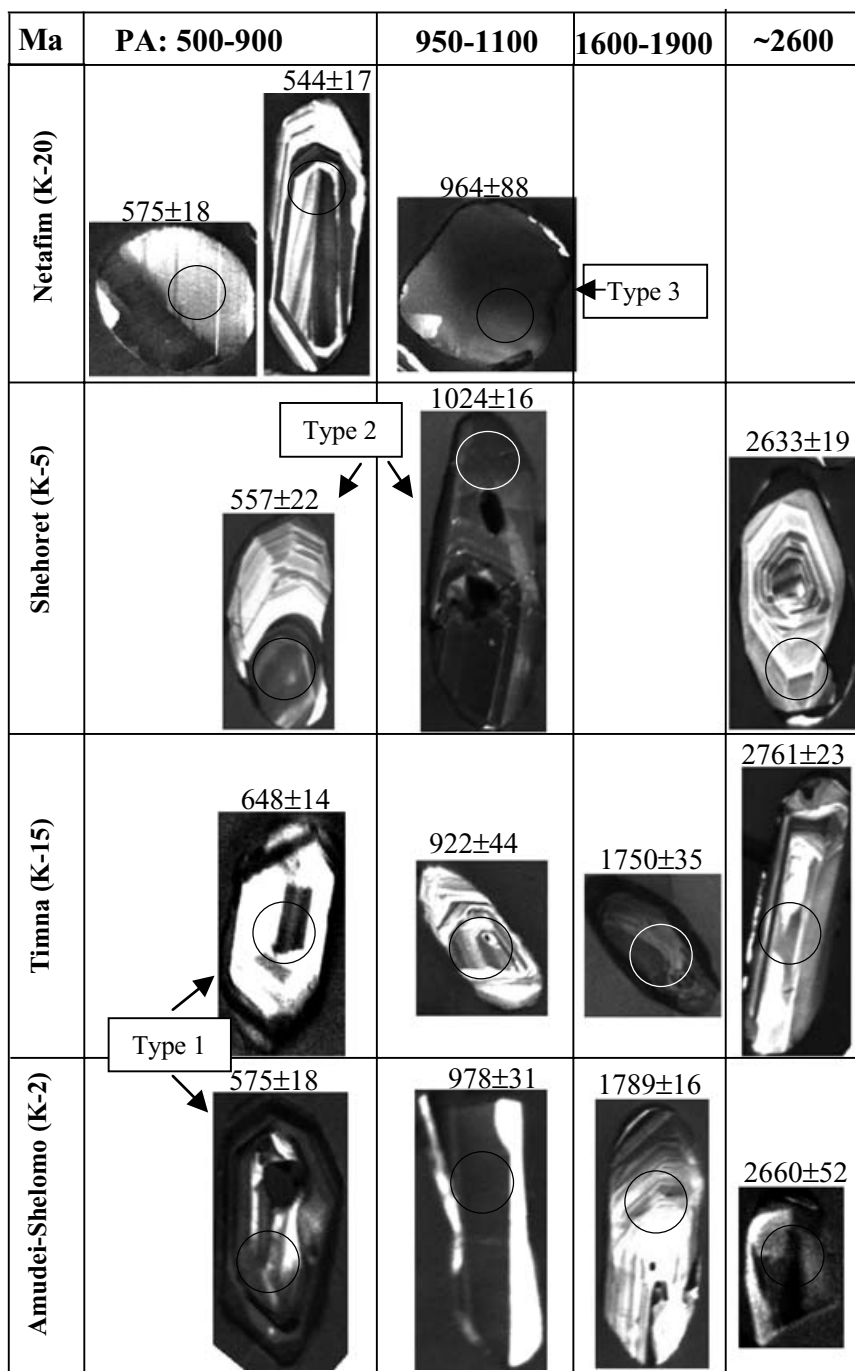 Ma PA: 500-900 950-1100 1600-1900 ~2600
Netafim (K-20)
544±17
575±18
964±88
Type 3
Shehoret (K-5)
Type 2
1024±16
2633±19
557±22
Timna (K-15)
2761±23
648±14
922±44
1750±35
Type 1
Amudei-Shelomo (K-2)
575±18
978±31
1789±16
2660±52